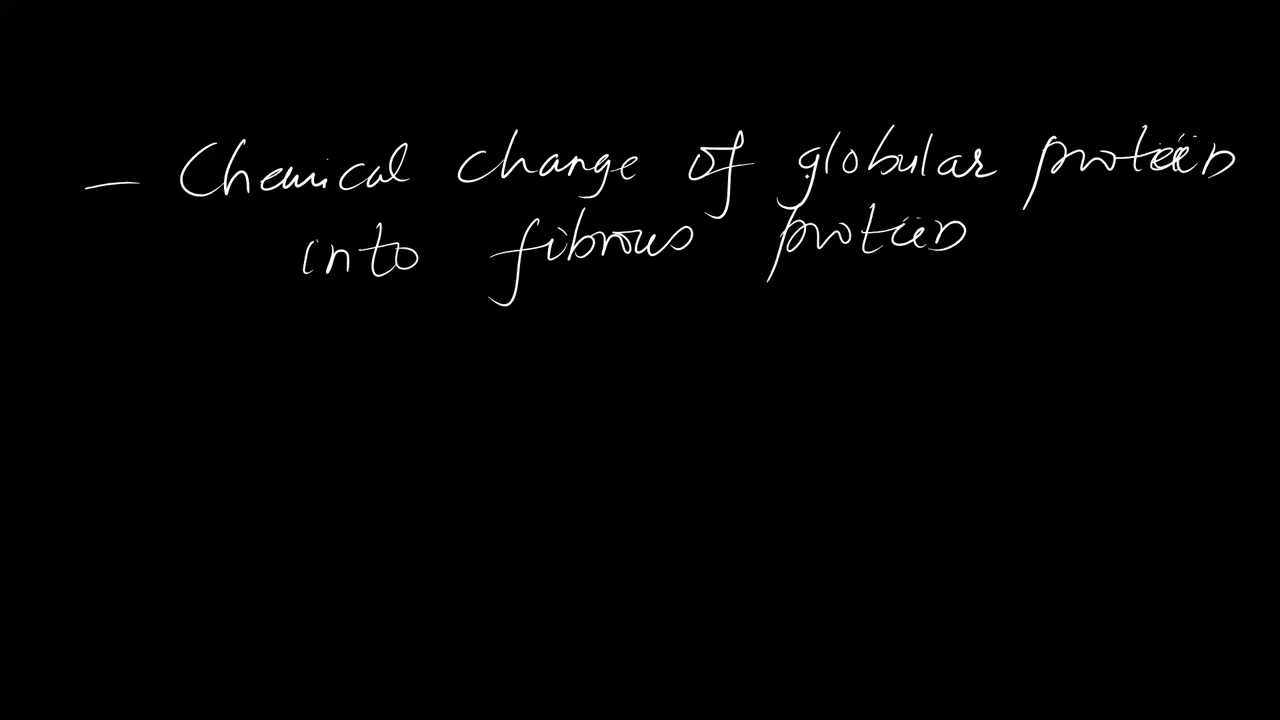 - Chemical change of globular protein
into fibrous protein